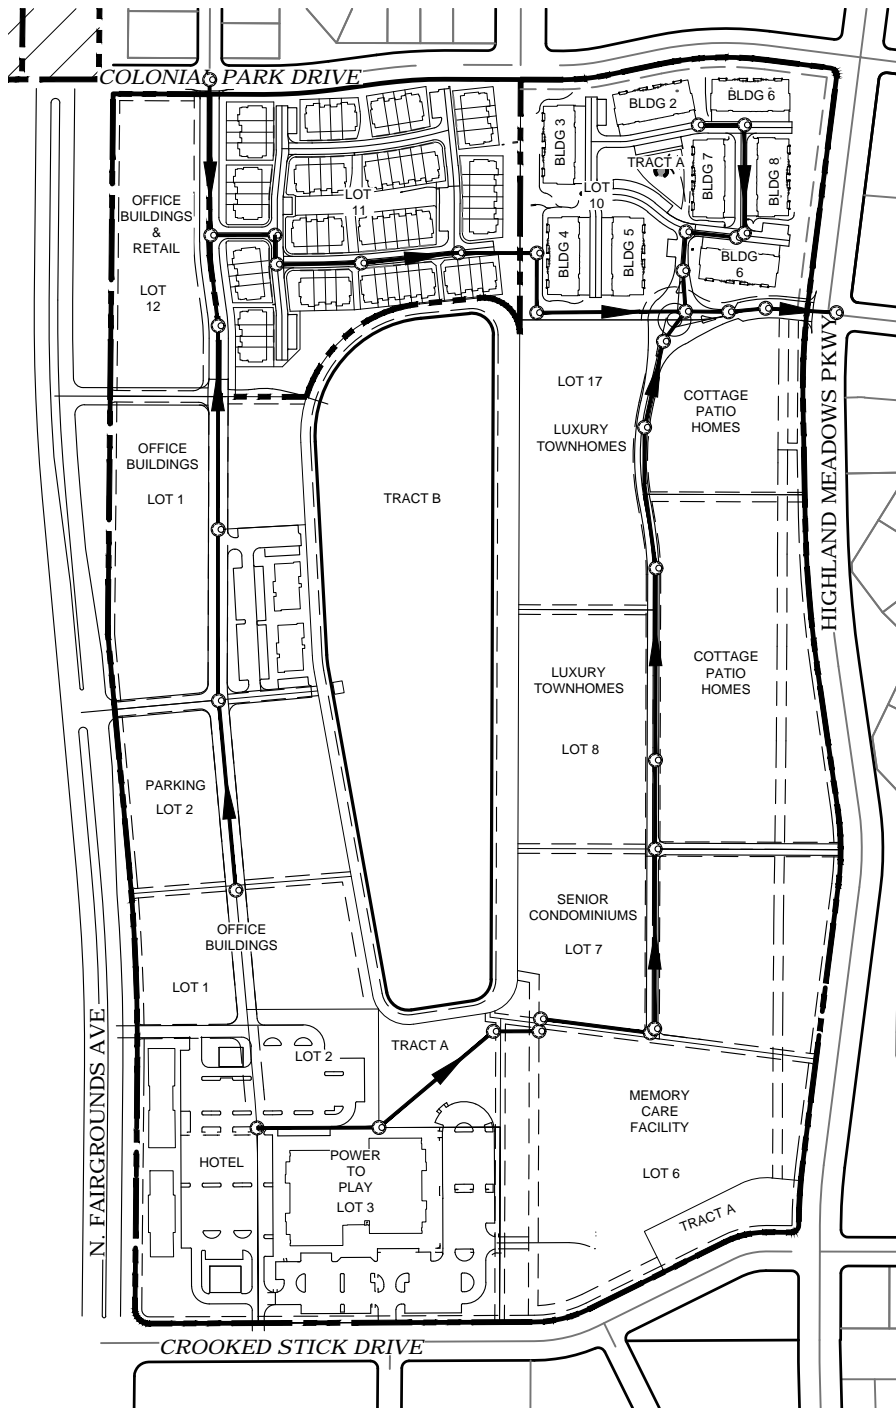 COLONIAL PARK DRIVE
BLDG 2
BLDG 6
BLDG 3
TRACT A
BLDG 7
BLDG 8
OFFICE
BUILDINGS
&
RETAIL
LOT
12
LOT
11
LOT
10
BLDG 4
BLDG 5
BLDG
6
LOT 17
LUXURY
TOWNHOMES
COTTAGE
PATIO
HOMES
HIGHLAND MEADOWS PKWY
OFFICE
BUILDINGS
LOT 1
TRACT B
LUXURY
TOWNHOMES
LOT 8
COTTAGE
PATIO
HOMES
PARKING
LOT 2
SENIOR
CONDOMINIUMS
LOT 7
OFFICE
BUILDINGS
LOT 1
N. FAIRGROUNDS AVE
LOT 2
TRACT A
MEMORY
CARE
FACILITY
LOT 6
HOTEL
POWER
TO
PLAY
LOT 3
TRACT A
CROOKED STICK DRIVE